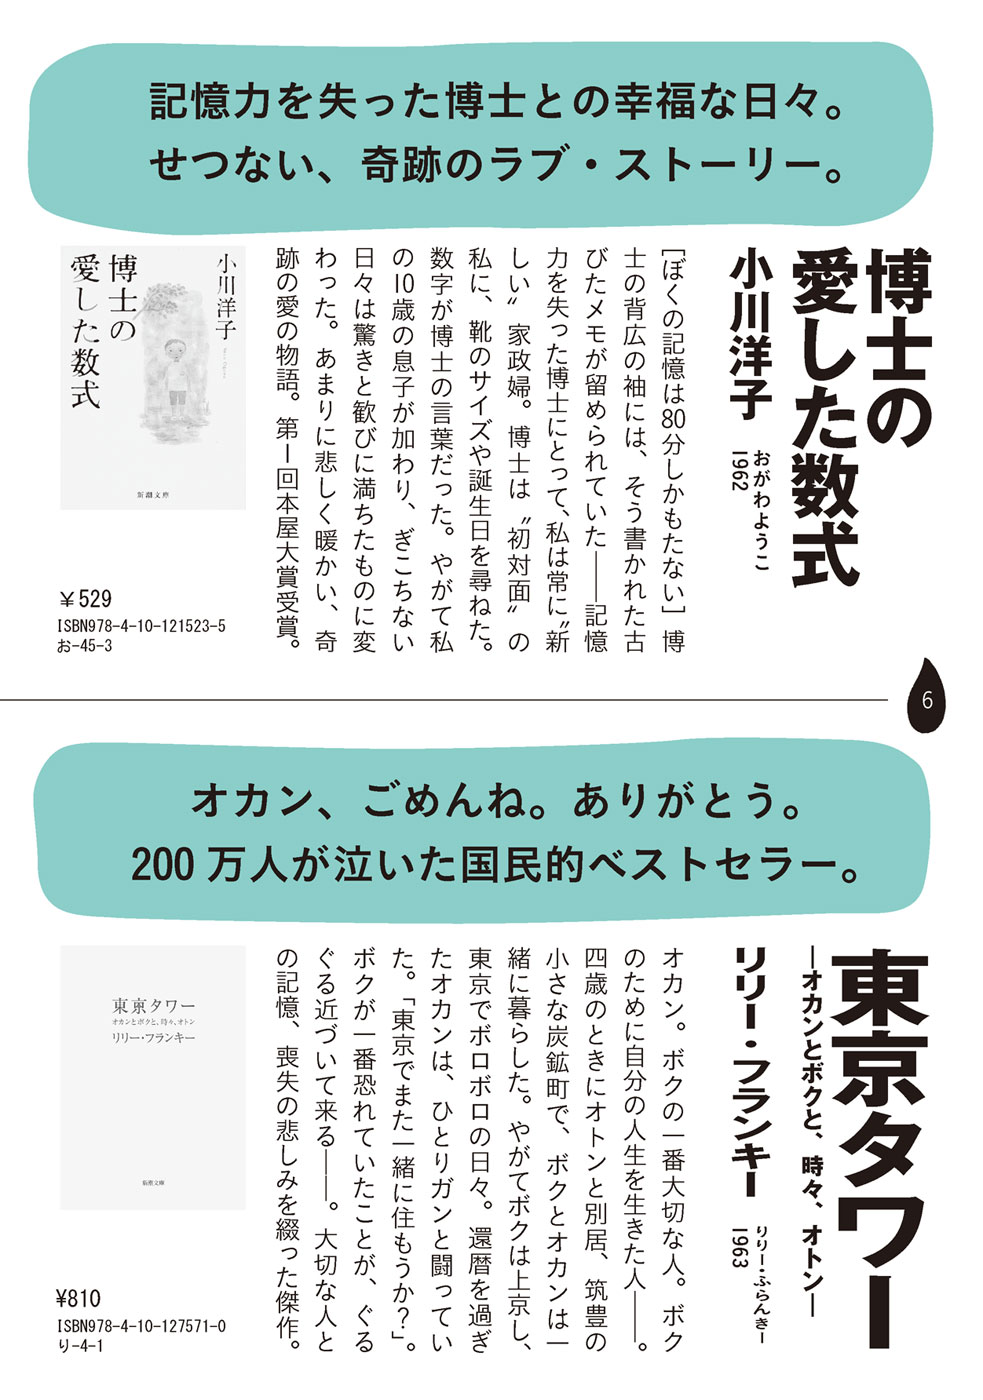 記憶力を失った博士との幸福な日々。
せつない、奇跡のラブ・ストーリー。
博士の
愛した数式
小川洋子
おがわようこ
1962
[ぼくの記憶は80分しかもたない]博
士の背広の袖には、そう書かれた古
びたメモが留められていた——記憶
力を失った博士にとって、私は常に〝新
しい〟家政婦。博士は〝初対面〟の
私に、靴のサイズや誕生日を尋ねた。
数字が博士の言葉だった。やがて私
の10歳の息子が加わり、ぎこちない
日々は驚きと歓びに満ちたものに変
わった。あまりに悲しく暖かい、奇
跡の愛の物語。第1回本屋大賞受賞。
小川洋子
博士の
愛した数式
新潮文庫
¥529
ISBN978-4-10-121523-5
お-45-3
6
オカン、ごめんね。ありがとう。
200万人が泣いた国民的ベストセラー。
東京タワー
—オカンとボクと、時々、オトン—
リリー・フランキー
りりー・ふらんきー
1963
オカン。ボクの一番大切な人。ボク
のために自分の人生を生きた人——。
四歳のときにオトンと別居、筑豊の
小さな炭鉱町で、ボクとオカンは一
緒に暮らした。やがてボクは上京し、
東京でボロボロの日々。還暦を過ぎ
たオカンは、ひとりガンと闘ってい
た。「東京でまた一緒に住もうか?」。
ボクが一番恐れていたことが、ぐる
ぐる近づいて来る——。大切な人と
の記憶、喪失の悲しみを綴った傑作。
東京タワー
オカンとボクと、時々、オトン
リリー・フランキー
新潮文庫
¥810
ISBN978-4-10-127571-0
り-4-1